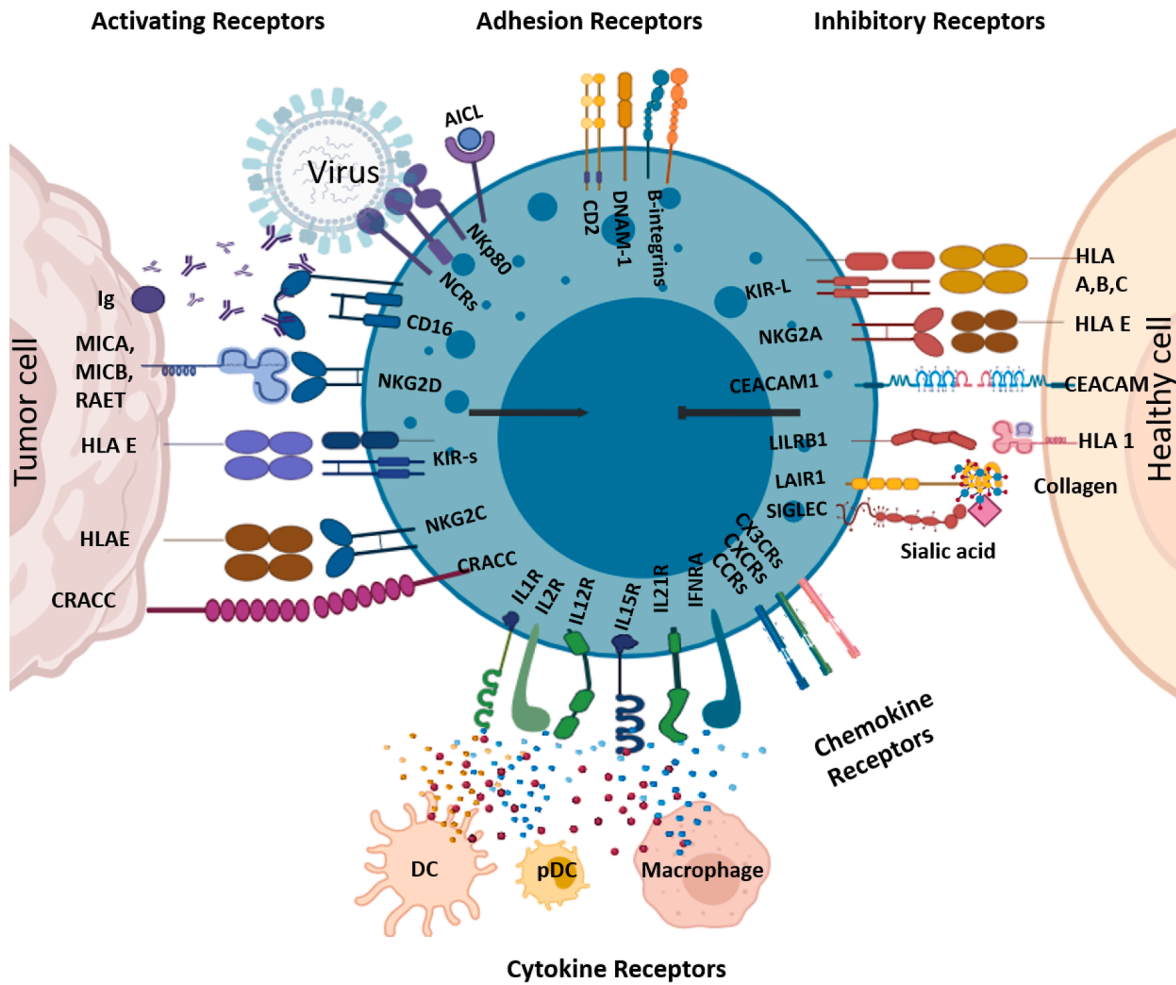 Activating Receptors
Adhesion Receptors
Inhibitory Receptors
AICL
Virus
NKp80
NCRs
CD2
DNAM-1
B-integrins
Tumor cell
Ig
CD16
MICA,
MICB,
RAET
NKG2D
HLA E
KIR-s
HLAE
NKG2C
CRACC
CRACC
KIR-L
HLA
A,B,C
NKG2A
HLA E
CEACAM1
CEACAM
LILRB1
HLA 1
LAIR1
Collagen
SIGLEC
Sialic acid
Healthy cell
IL1R
IL2R
IL12R
IL15R
IL21R
IFNRA
CCRs
CXCRs
CX3CRs
Chemokine
Receptors
DC
pDC
Macrophage
Cytokine Receptors